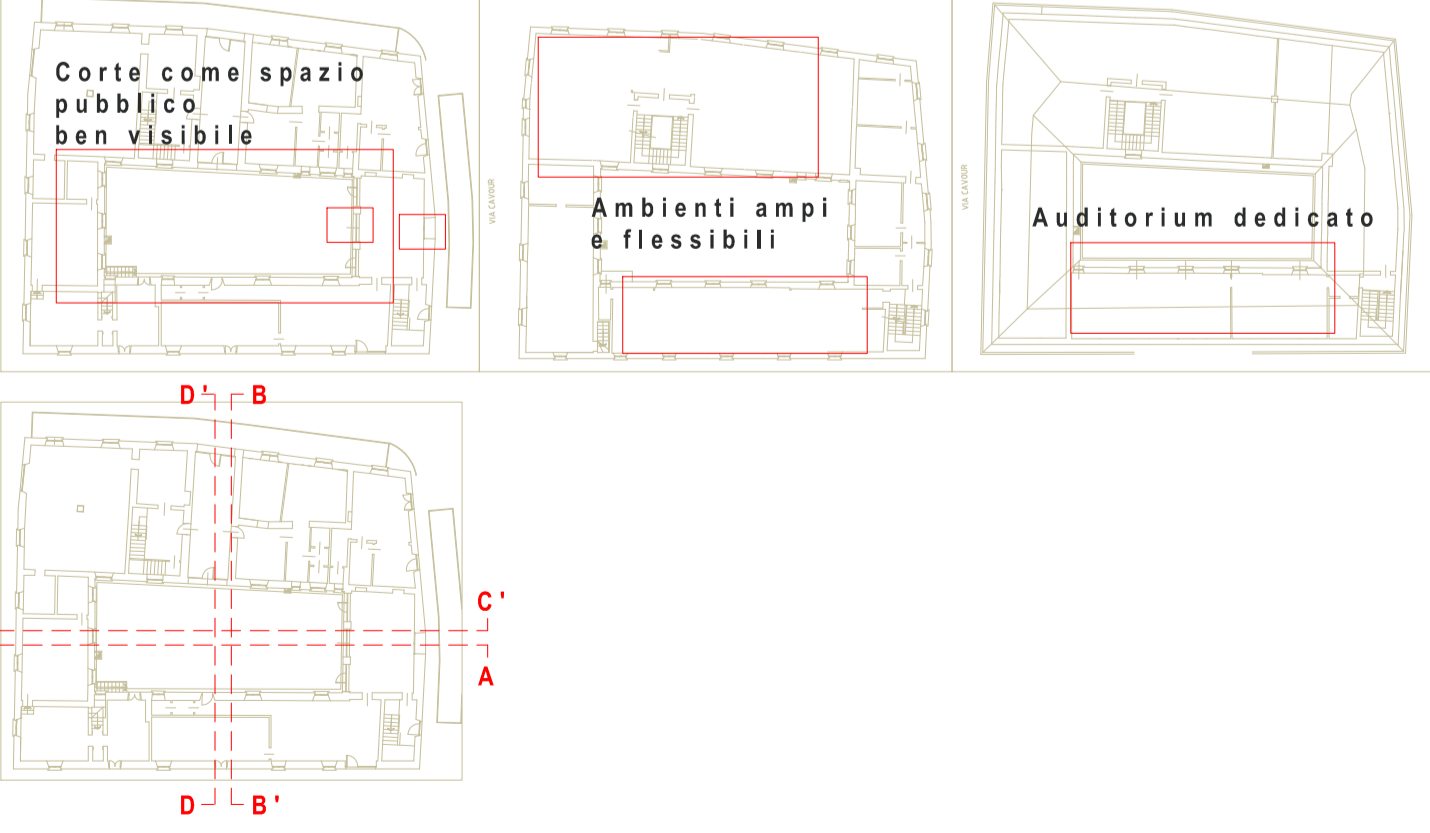 Corte come spazio
pubblico
ben visibile
VIA CAVOUR
Ambienti ampi
e flessibili
VIA CAVOUR
Auditorium dedicato
D' B
C'
A
D B'